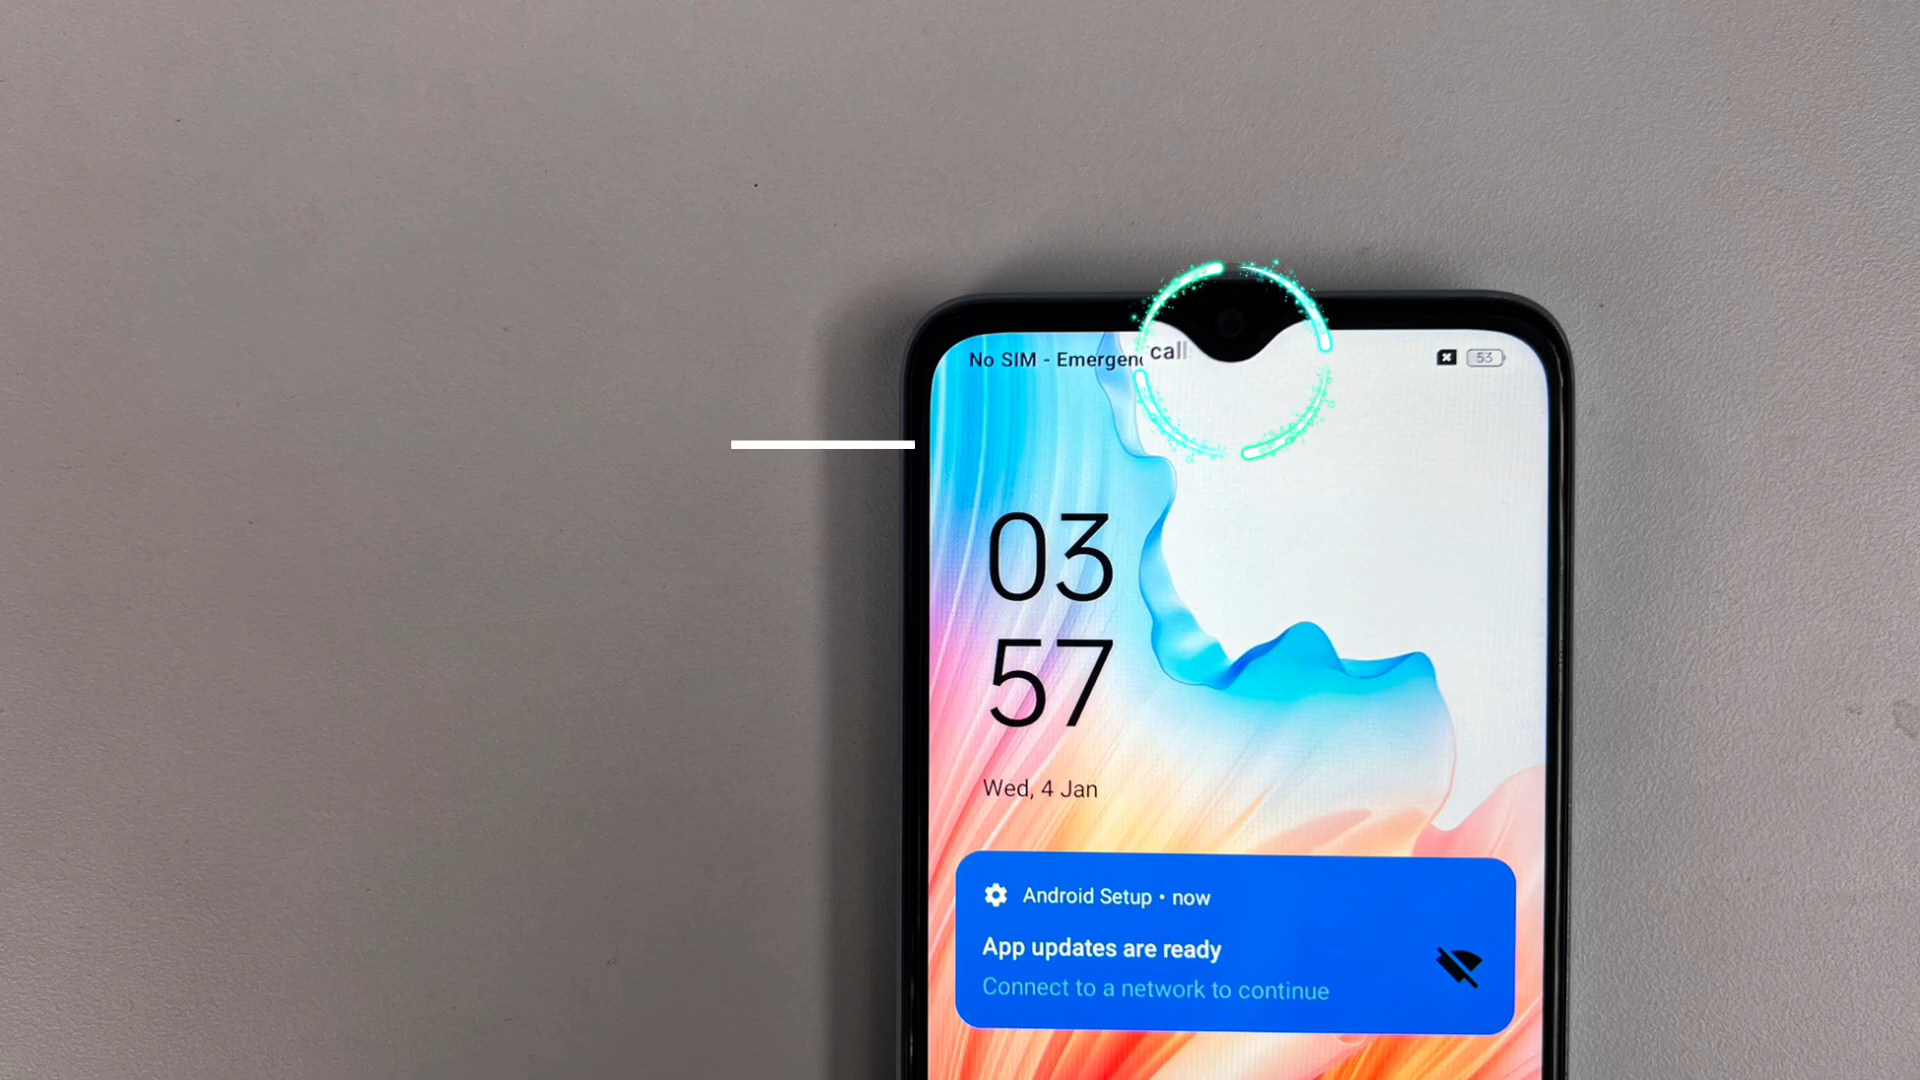 No SIM - Emergenc call
53
03
57
Wed, 4 Jan
Android Setup • now
App updates are ready
Connect to a network to continue